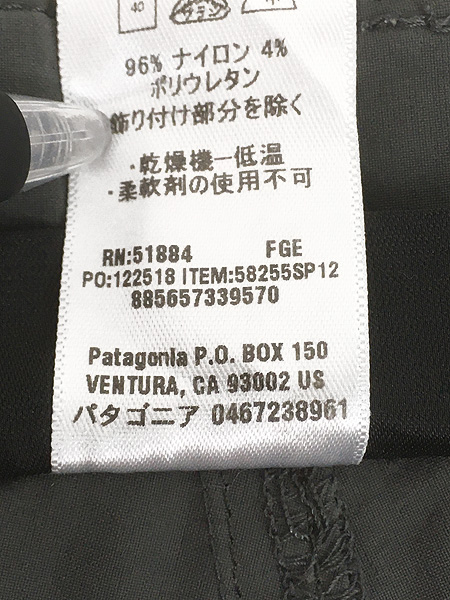 40
96% ナイロン 4%
ポリウレタン
飾り付け部分を除く
・乾燥機ー低温
・柔軟剤の使用不可
RN:51884 FGE
PO:122518 ITEM:58255SP12
885657339570
Patagonia P.O. BOX 150
VENTURA, CA 93002 US
パタゴニア 0467238961